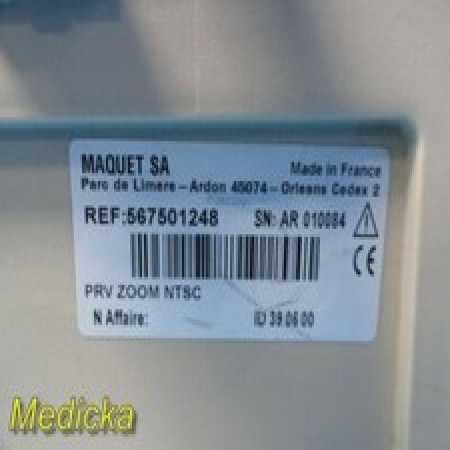 MAQUET SA
Made in France
Parc de Limere – Ardon 45074 – Orleans Cedex 2
REF:567501248
SN: AR 010084
CE
PRV ZOOM NTSC
N Affaire:
ID 39 06 00
Medicka